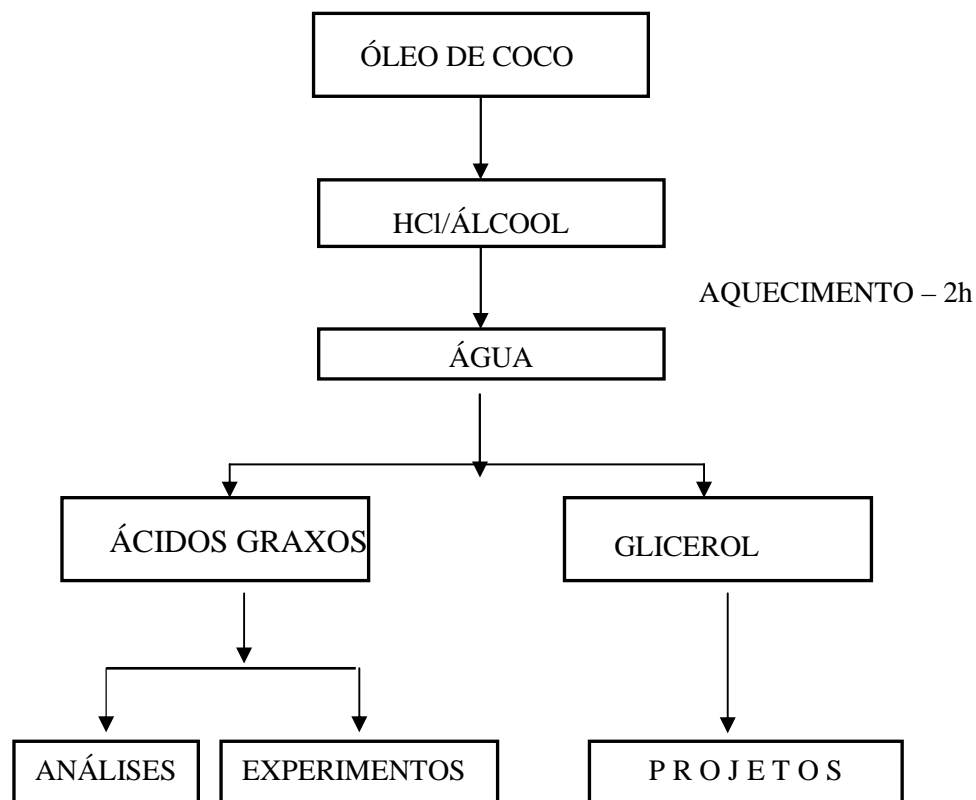 ÓLEO DE COCO
HCl/ÁLCOOL
AQUECIMENTO – 2h
ÁGUA
ÁCIDOS GRAXOS
GLICEROL
ANÁLISES
EXPERIMENTOS
P R O J E T O S